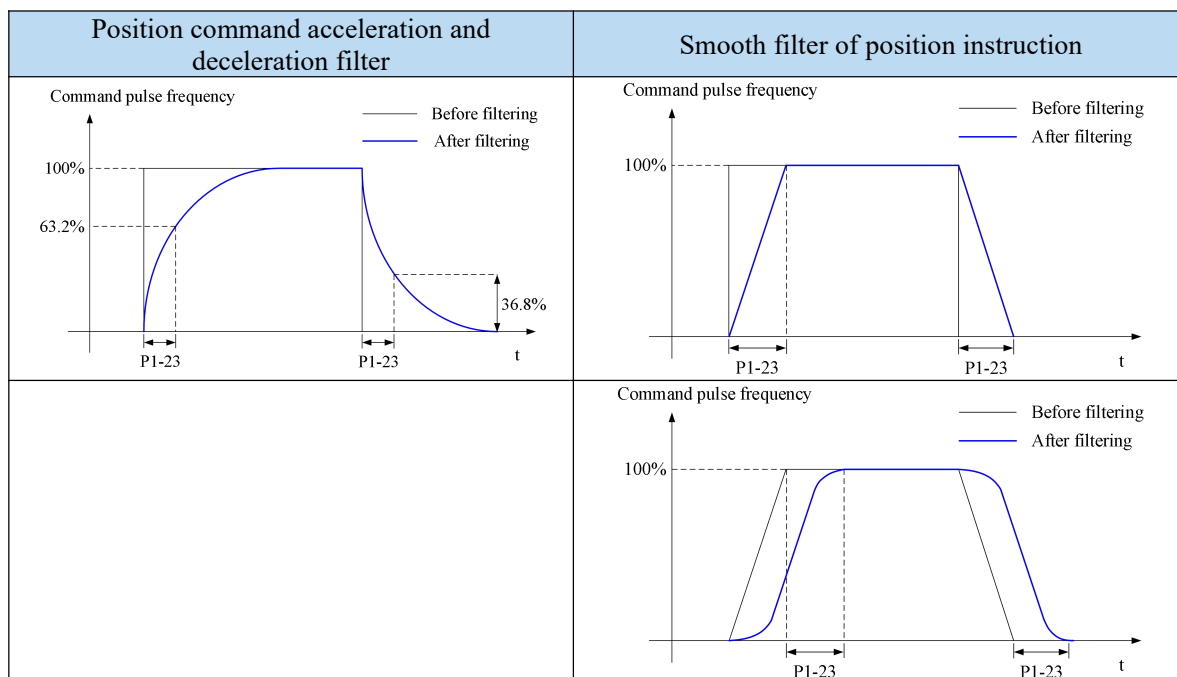 Position command acceleration and
deceleration filter
Smooth filter of position instruction
Command pulse frequency
Before filtering
After filtering
100%
63.2%
36.8%
P1-23
P1-23
t
Command pulse frequency
Before filtering
After filtering
100%
P1-23
P1-23
t
Command pulse frequency
Before filtering
After filtering
100%
P1-23
P1-23
t